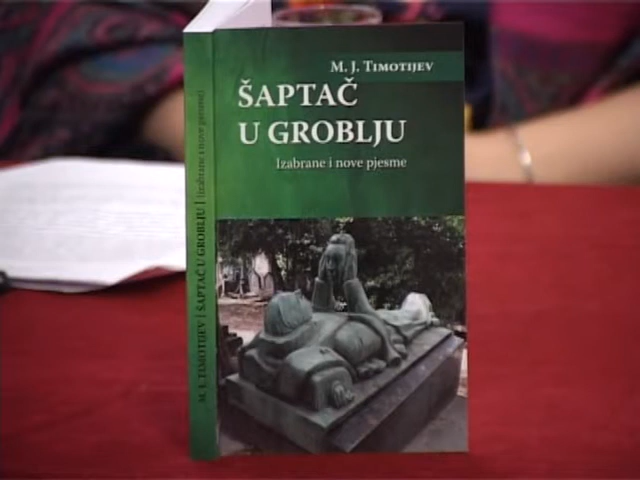 M. J. TIMOTIJEV
ŠAPTAČ
U GROBLJU
Izabrane i nove pjesme
M. J. TIMOTIJEV | ŠAPTAČ U GROBLJU | (izabrane i nove pjesme)